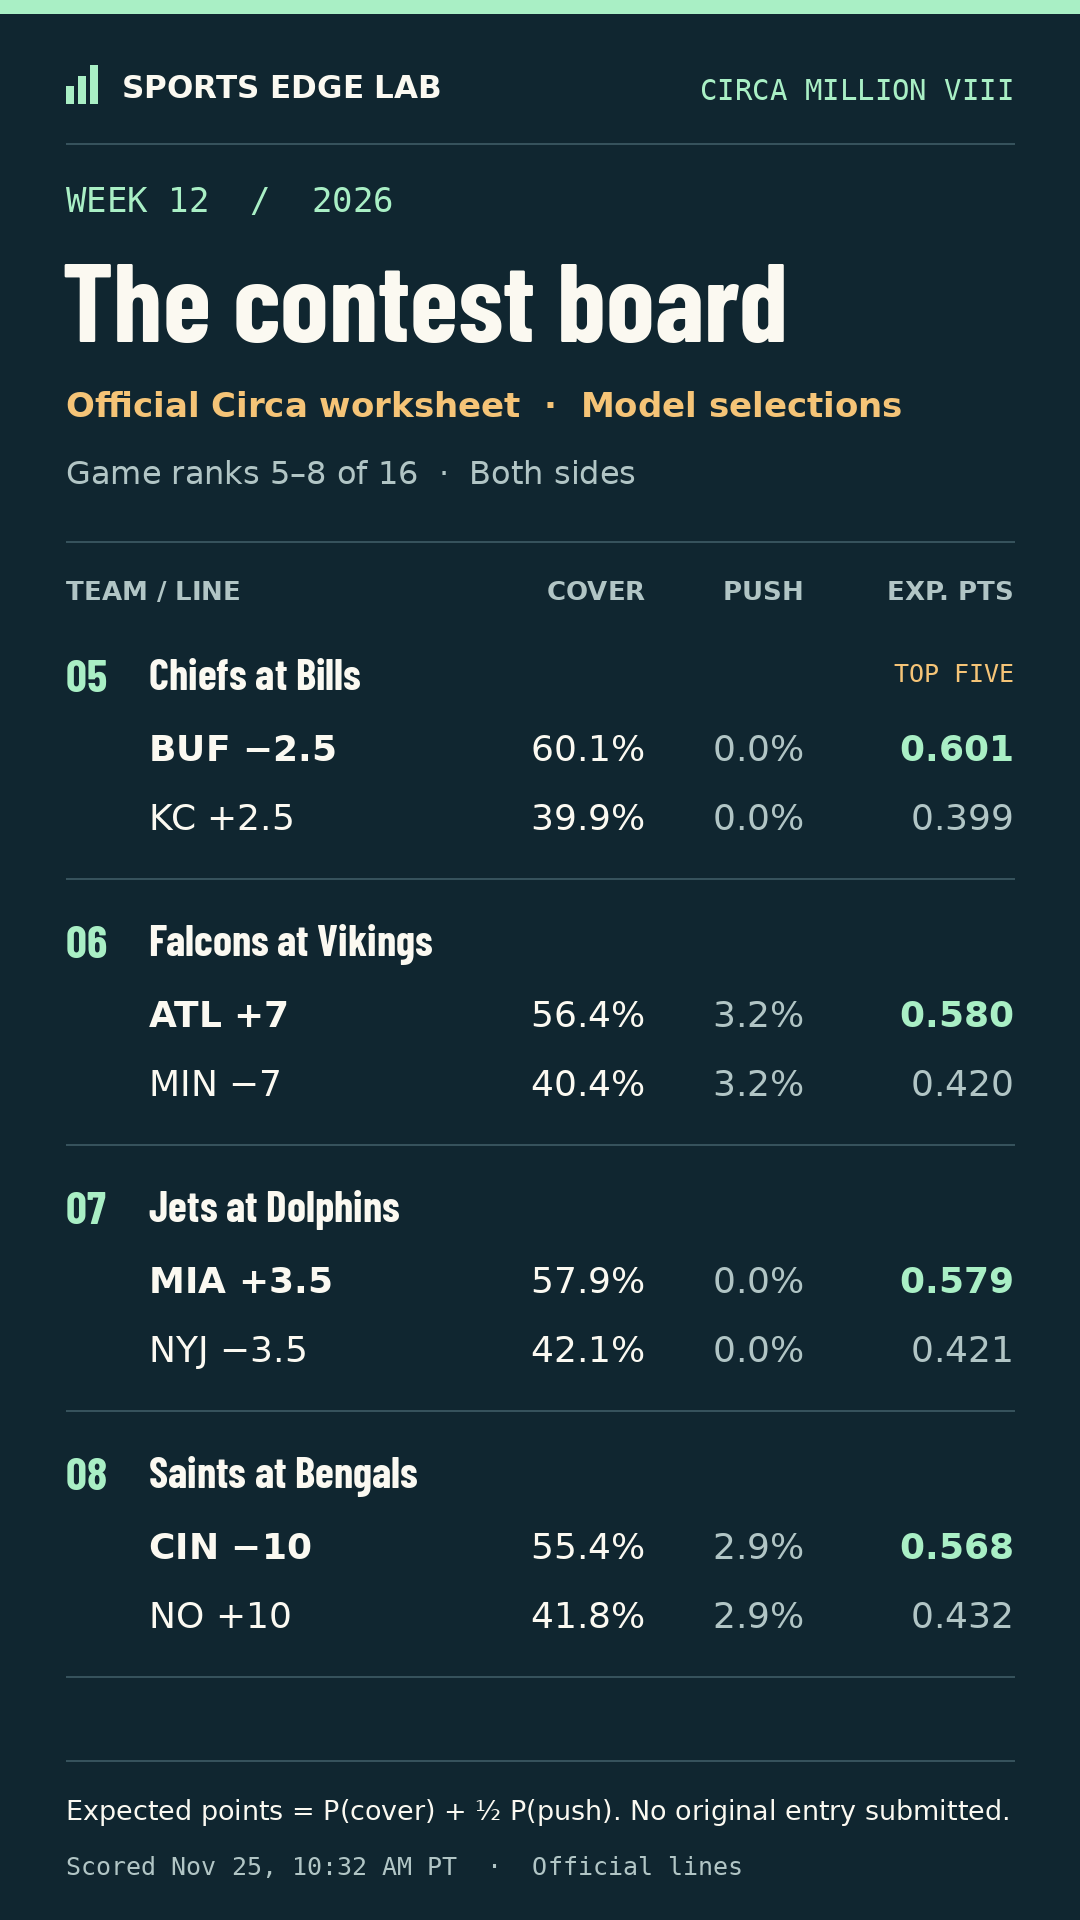 SPORTS EDGE LAB CIRCA MILLION VIII
WEEK 12 / 2026
The contest board
Official Circa worksheet · Model selections
Game ranks 5–8 of 16 · Both sides
TEAM / LINE COVER PUSH EXP. PTS
05 Chiefs at Bills TOP FIVE
BUF −2.5 60.1% 0.0% 0.601
KC +2.5 39.9% 0.0% 0.399
06 Falcons at Vikings
ATL +7 56.4% 3.2% 0.580
MIN −7 40.4% 3.2% 0.420
07 Jets at Dolphins
MIA +3.5 57.9% 0.0% 0.579
NYJ −3.5 42.1% 0.0% 0.421
08 Saints at Bengals
CIN −10 55.4% 2.9% 0.568
NO +10 41.8% 2.9% 0.432
Expected points = P(cover) + ½ P(push). No original entry submitted.
Scored Nov 25, 10:32 AM PT · Official lines